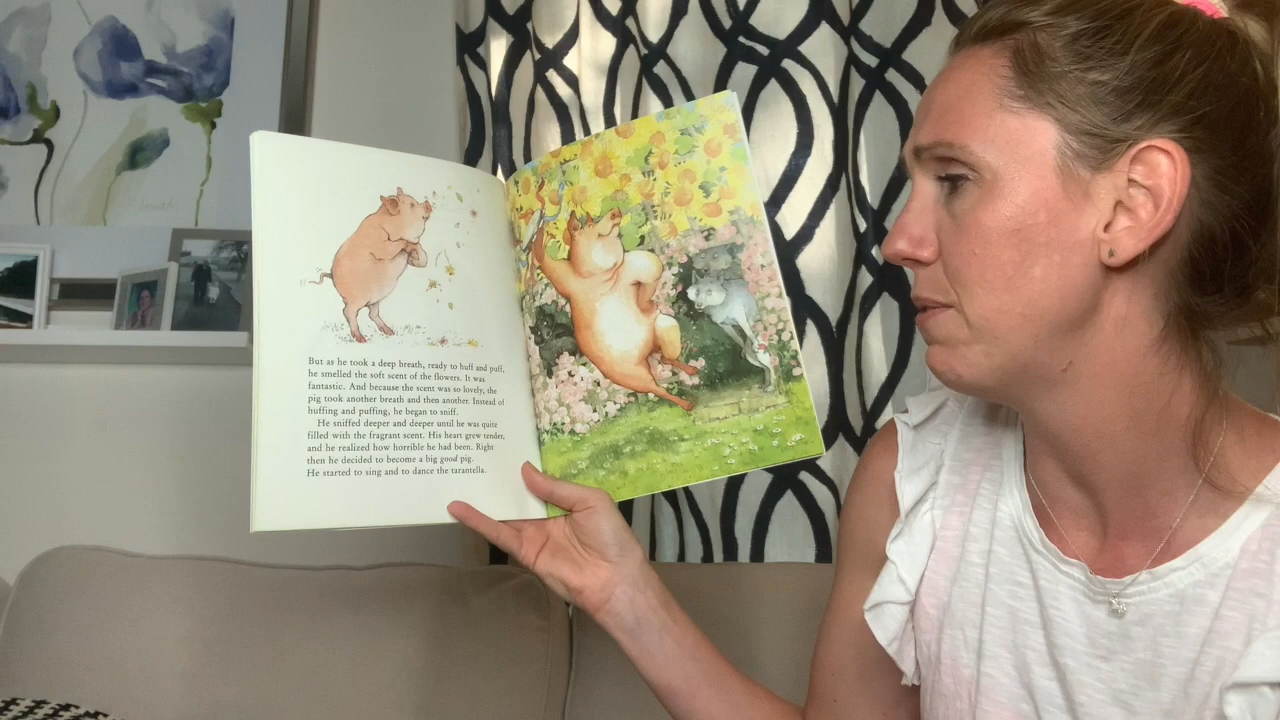 But as he took a deep breath, ready to huff and puff,
he smelled the soft scent of the flowers. It was
fantastic. And because the scent was so lovely, the
pig took another breath and then another. Instead of
huffing and puffing, he began to sniff.
He sniffed deeper and deeper until he was quite
filled with the fragrant scent. His heart grew tender,
and he realized how horrible he had been. Right
then he decided to become a big good pig.
He started to sing and to dance the tarantella.